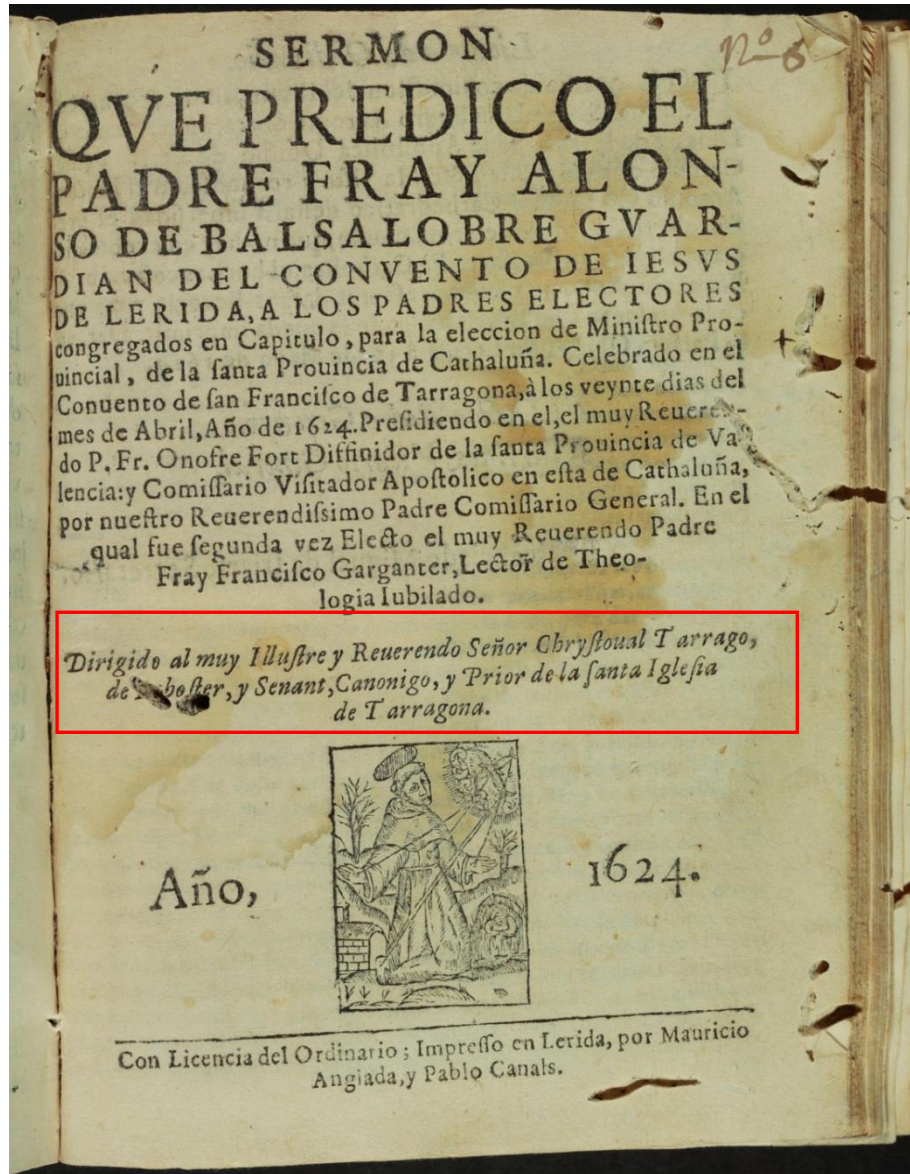 SERMON
Nº 6
QVE PREDICO EL
PADRE FRAY ALON-
SO DE BALSALOBRE GVAR-
DIAN DEL CONVENTO DE IESVS
DE LERIDA, A LOS PADRES ELECTORES
congregados en Capitulo, para la eleccion de Miniſtro Pro-
uincial, de la ſanta Prouincia de Cathaluña. Celebrado en el
Conuento de ſan Franciſco de Tarragona, à los veynte dias del
mes de Abril, Año de 1624. Preſidiendo en el, el muy Reueren-
do P. Fr. Onofre Fort Diffinidor de la ſanta Prouincia de Va-
lencia: y Comiſſario Viſitador Apoſtolico en eſta de Cathaluña,
por nueſtro Reuerendiſsimo Padre Comiſſario General. En el
qual fue ſegunda vez Electo el muy Reuerendo Padre
Fray Franciſco Garganter, Lector de Theo-
logia Iubilado.
Dirigido al muy Illuſtre y Reuerendo Señor Chryſtoual Tarrago,
de y Senant, Canonigo, y Prior de la ſanta Igleſia
de Tarragona.
Año, 1624.
Con Licencia del Ordinario; Impreſſo en Lerida, por Mauricio
Angiada, y Pablo Canals.